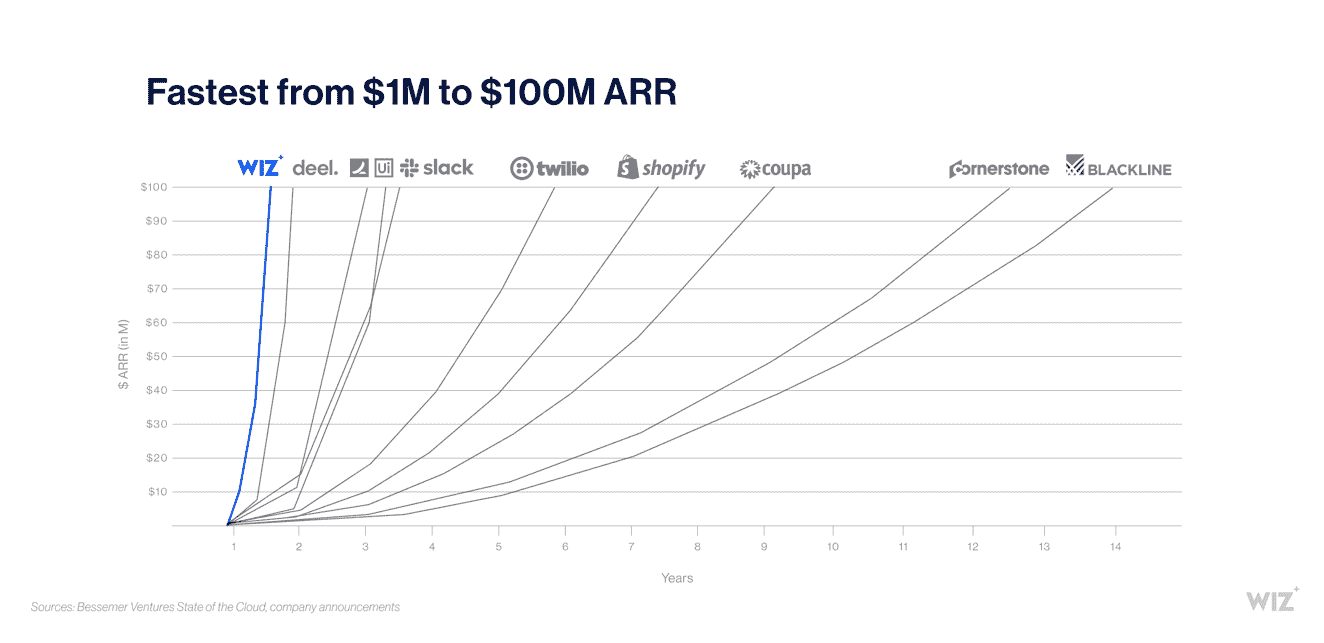 Fastest from $1M to $100M ARR
WIZ deel. Ui slack twilio shopify coupa cornerstone BLACKLINE
$100
$90
$80
$70
$60
$50
$40
$30
$20
$10
$ ARR (in M)
1 2 3 4 5 6 7 8 9 10 11 12 13 14
Years
Sources: Bessemer Ventures State of the Cloud, company announcements
WIZ